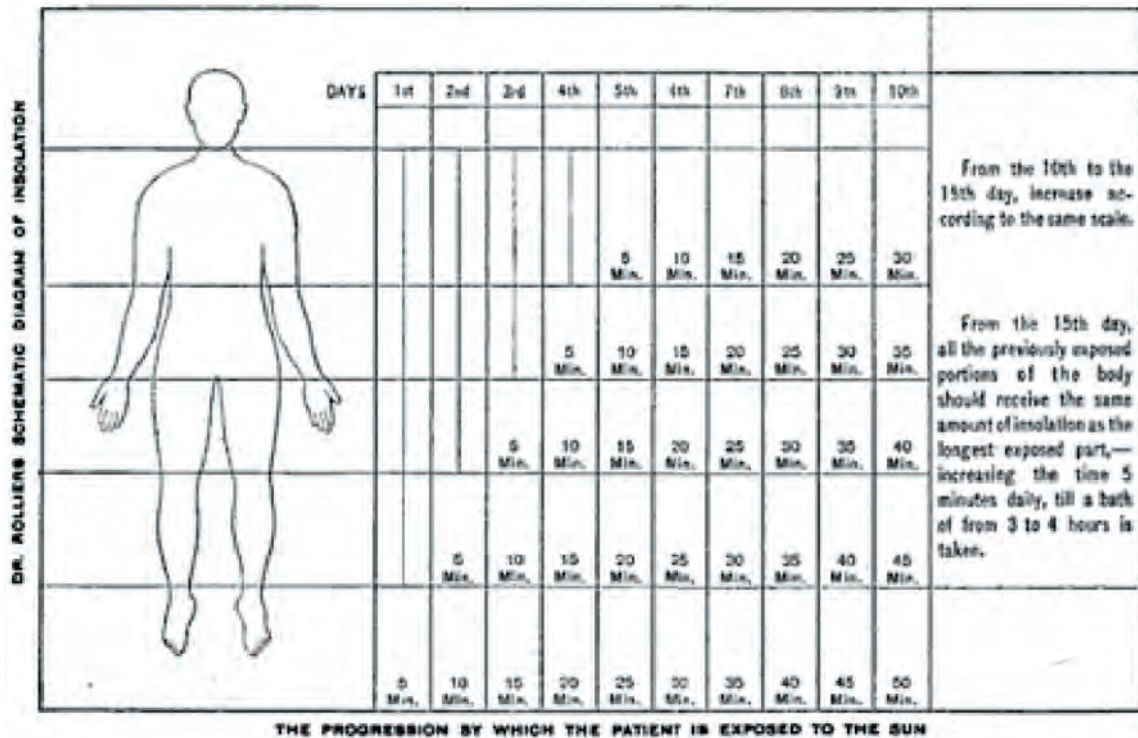 DR. ROLLIERS SCHEMATIC DIAGRAM OF INSOLATION
DAYS 1st 2nd 3rd 4th 5th 6th 7th 8th 9th 10th
5 10 15 20 25 30
Min. Min. Min. Min. Min. Min.
5 10 15 20 25 30 35
Min. Min. Min. Min. Min. Min. Min.
5 10 15 20 25 30 35 40
Min. Min. Min. Min. Min. Min. Min. Min.
5 10 15 20 25 30 35 40 45
Min. Min. Min. Min. Min. Min. Min. Min. Min.
5 10 15 20 25 30 35 40 45 50
Min. Min. Min. Min. Min. Min. Min. Min. Min. Min.
From the 10th to the
15th day, increase ac-
cording to the same scale.
From the 15th day,
all the previously exposed
portions of the body
should receive the same
amount of insolation as the
longest exposed part,—
increasing the time 5
minutes daily, till a bath
of from 3 to 4 hours is
taken.
THE PROGRESSION BY WHICH THE PATIENT IS EXPOSED TO THE SUN